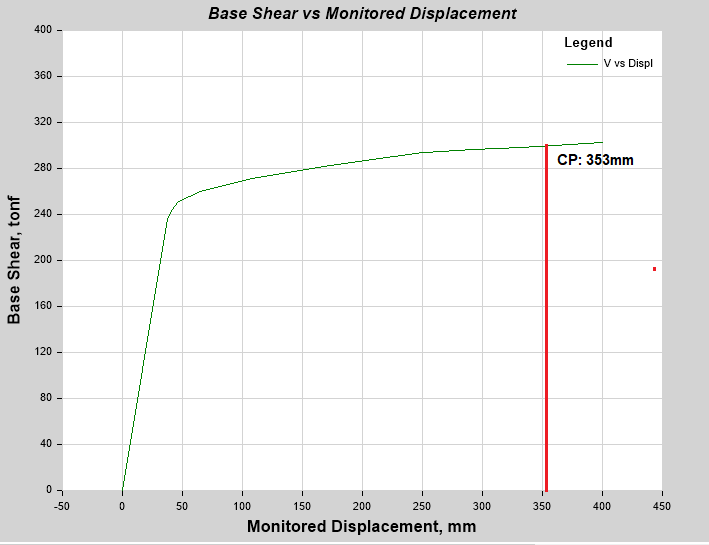 Base Shear vs Monitored Displacement
Legend
V vs Displ
CP: 353mm
Base Shear, tonf
400
360
320
280
240
200
160
120
80
40
0
-50 0 50 100 150 200 250 300 350 400 450
Monitored Displacement, mm